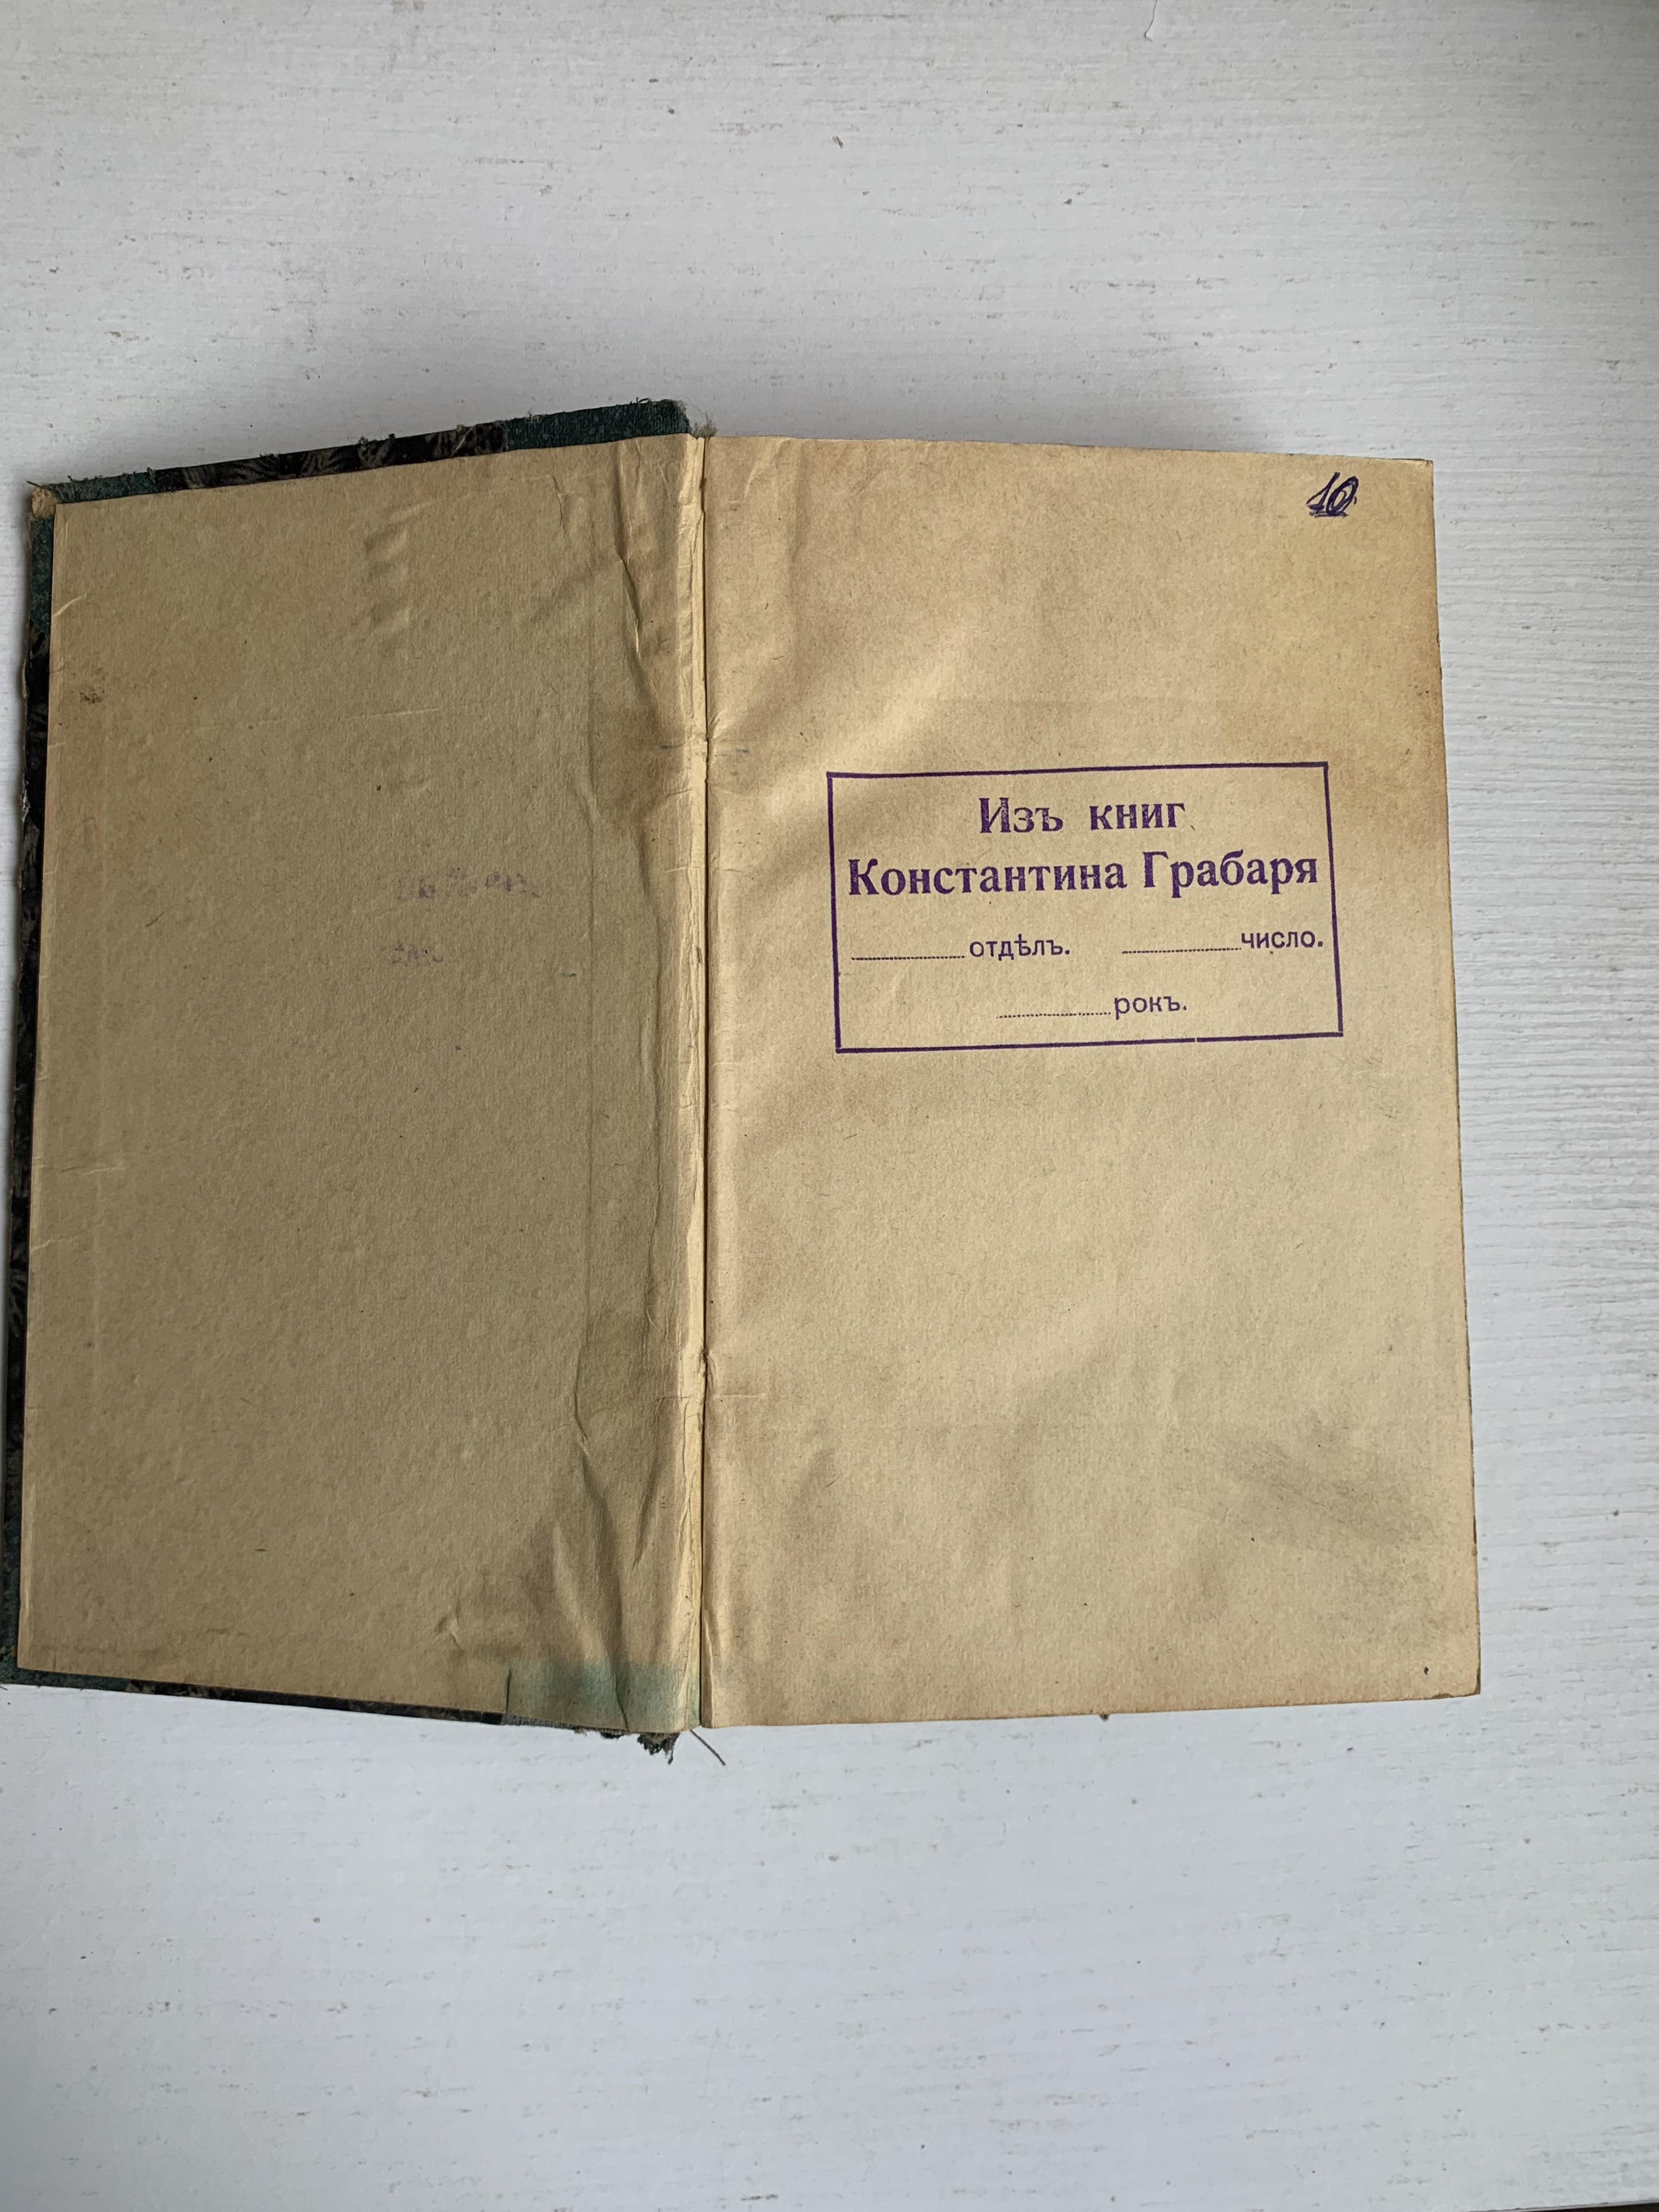 10
Изъ книг
Константина Грабаря
отдѣлъ. число.
рокъ.